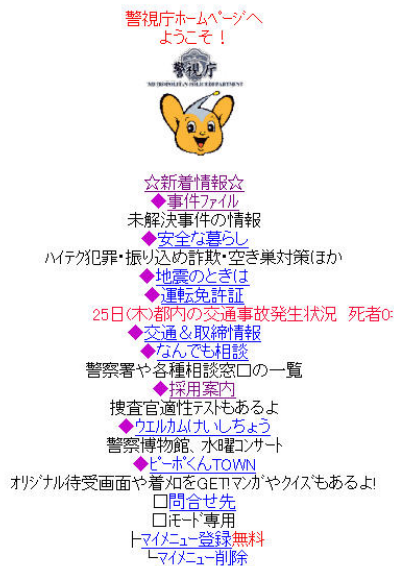 警視庁ホームページへ
ようこそ！
警視庁
METROPOLITAN POLICE DEPARTMENT
☆新着情報☆
◆事件ファイル
未解決事件の情報
◆安全な暮らし
ハイテク犯罪・振り込め詐欺・空き巣対策ほか
◆地震のときは
◆運転免許証
25日(木)都内の交通事故発生状況　死者0
◆交通＆取締情報
◆なんでも相談
警察署や各種相談窓口の一覧
◆採用案内
捜査官適性テストもあるよ
◆ウエルカムけいしちょう
警察博物館、水曜コンサート
◆ピーポくんTOWN
オリジナル待受画面や着メロをGET!マンガやクイズもあるよ!
□問合せ先
□iモード専用
├マイメニュー登録無料
└マイメニュー削除